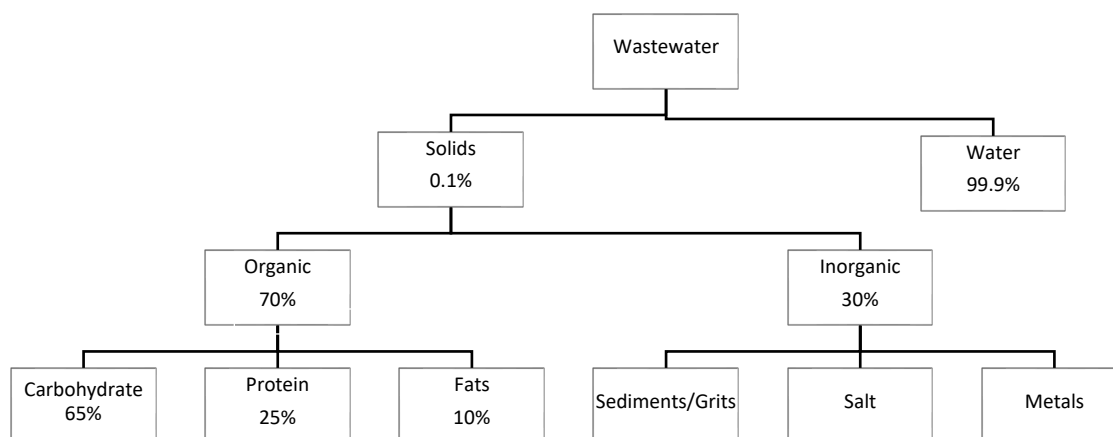 Wastewater
Solids
0.1%
Water
99.9%
Organic
70%
Inorganic
30%
Carbohydrate
65%
Protein
25%
Fats
10%
Sediments/Grits
Salt
Metals